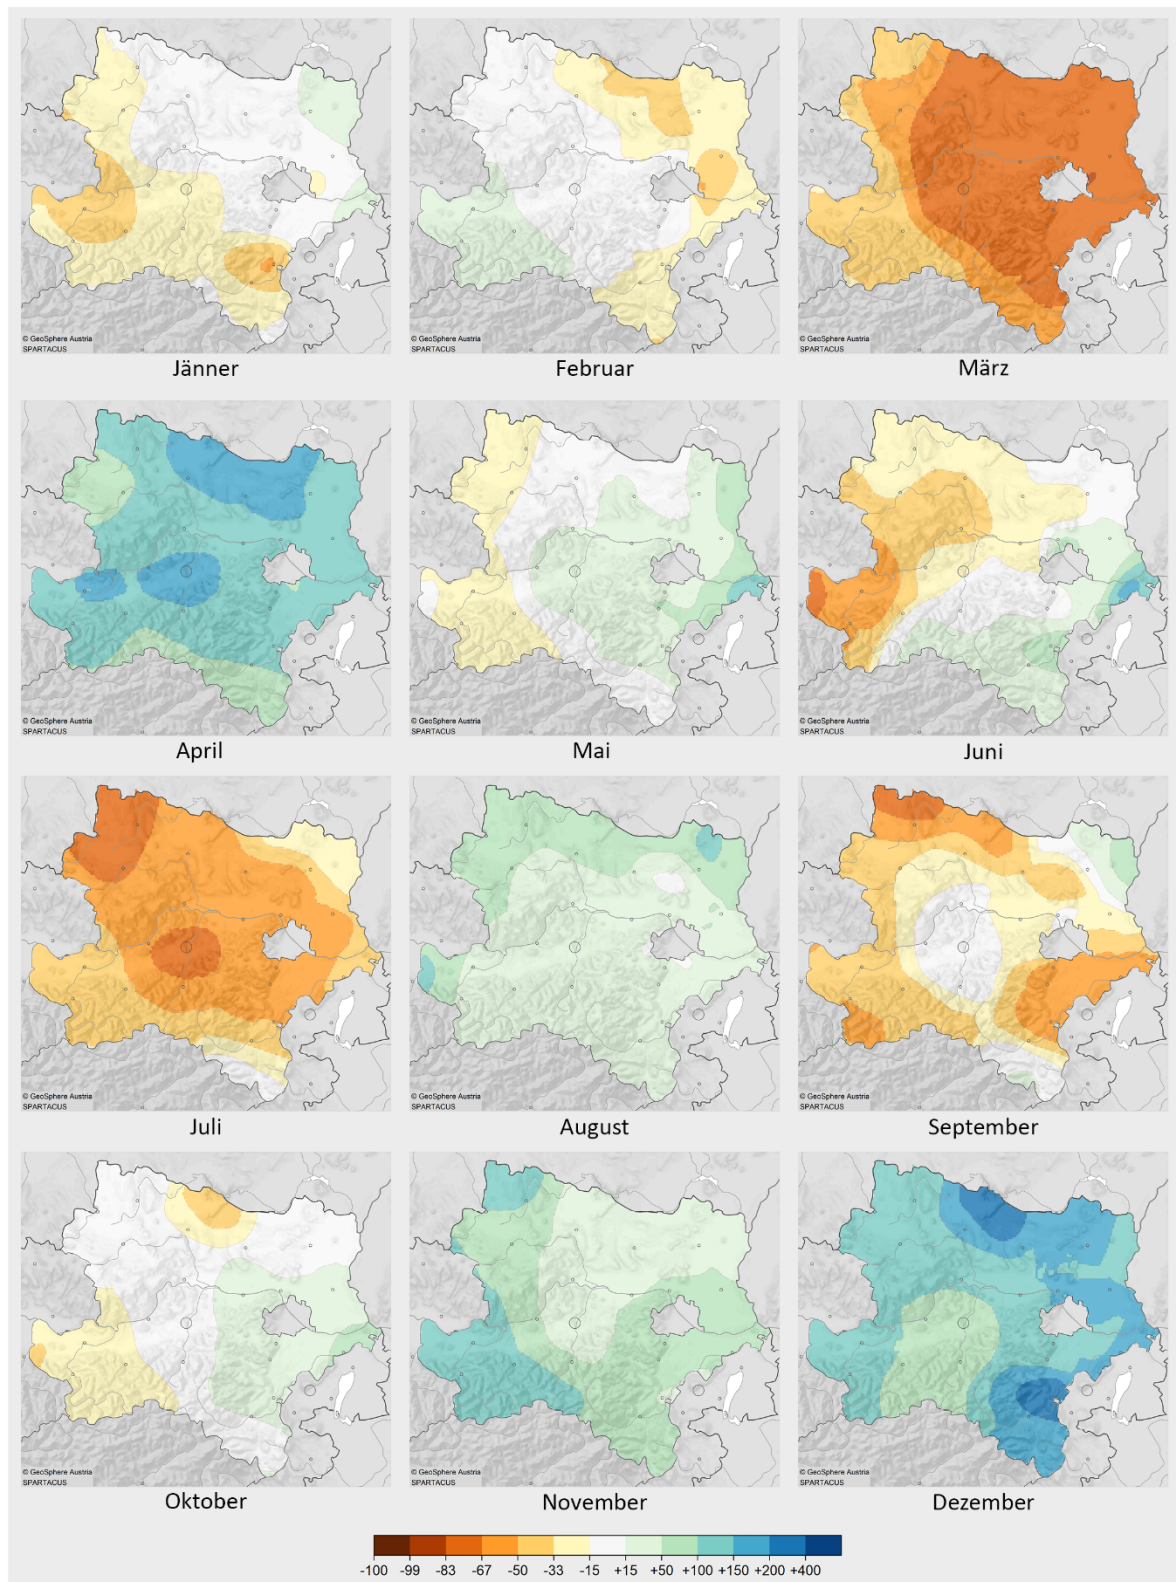 © GeoSphere Austria
SPARTACUS
Jänner
© GeoSphere Austria
SPARTACUS
Februar
© GeoSphere Austria
SPARTACUS
März
© GeoSphere Austria
SPARTACUS
April
© GeoSphere Austria
SPARTACUS
Mai
© GeoSphere Austria
SPARTACUS
Juni
© GeoSphere Austria
SPARTACUS
Juli
© GeoSphere Austria
SPARTACUS
August
© GeoSphere Austria
SPARTACUS
September
© GeoSphere Austria
SPARTACUS
Oktober
© GeoSphere Austria
SPARTACUS
November
© GeoSphere Austria
SPARTACUS
Dezember
-100 -99 -83 -67 -50 -33 -15 +15 +50 +100 +150 +200 +400